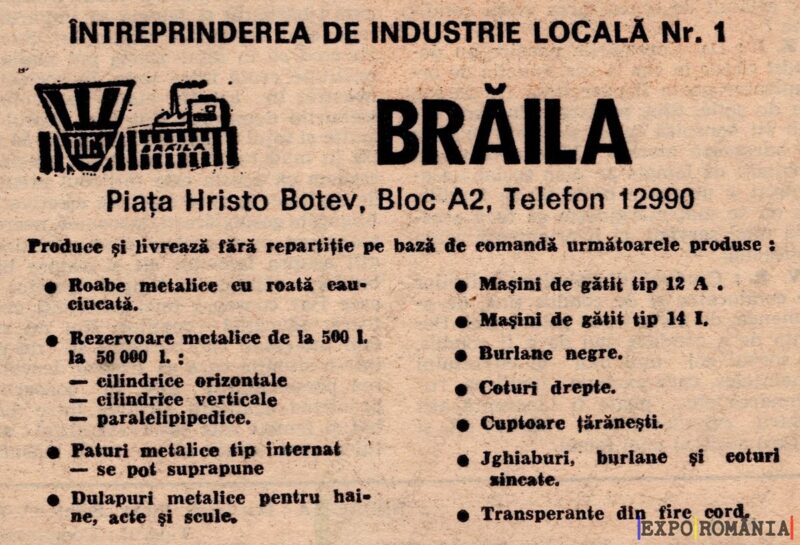 ÎNTREPRINDEREA DE INDUSTRIE LOCALĂ Nr. 1
BRĂILA
BRAILA
Piața Hristo Botev, Bloc A2, Telefon 12990
Produce și livrează fără repartiție pe bază de comandă următoarele produse :
● Roabe metalice cu roată cau-
ciucată.
● Rezervoare metalice de la 500 l.
la 50 000 l. :
— cilindrice orizontale
— cilindrice verticale
— paralelipipedice.
● Paturi metalice tip internat
— se pot suprapune
● Dulapuri metalice pentru hai-
ne, acte și scule.
● Mașini de gătit tip 12 A .
● Mașini de gătit tip 14 I.
● Burlane negre.
● Coturi drepte.
● Cuptoare țărănești.
● Jghiaburi, burlane și coturi
zincate.
● Transperante din fire cord.
EXPO ROMÂNIA